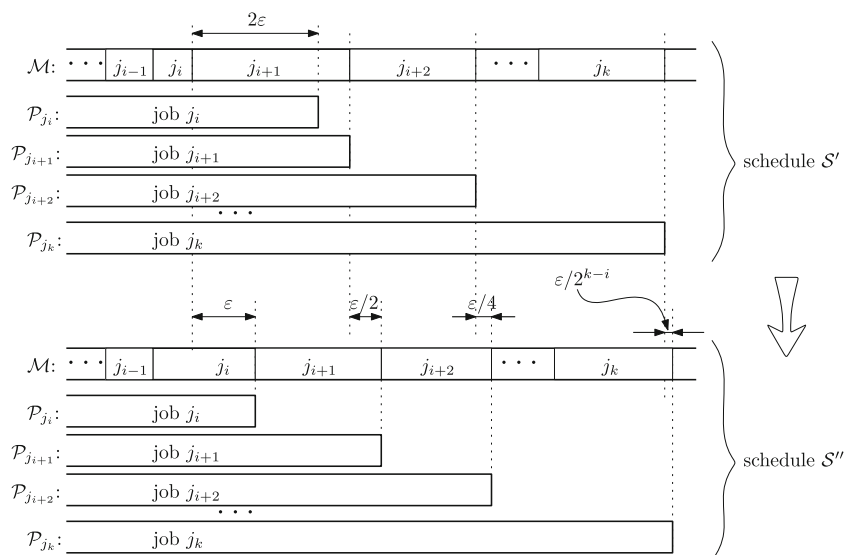 2ε
M: ··· j_{i−1} j_i j_{i+1} j_{i+2} ··· j_k
P_{j_i}: job j_i
P_{j_{i+1}}: job j_{i+1}
P_{j_{i+2}}: job j_{i+2}
···
P_{j_k}: job j_k
schedule S′
ε ε/2 ε/4 ε/2^{k−i}
M: ··· j_{i−1} j_i j_{i+1} j_{i+2} ··· j_k
P_{j_i}: job j_i
P_{j_{i+1}}: job j_{i+1}
P_{j_{i+2}}: job j_{i+2}
···
P_{j_k}: job j_k
schedule S″